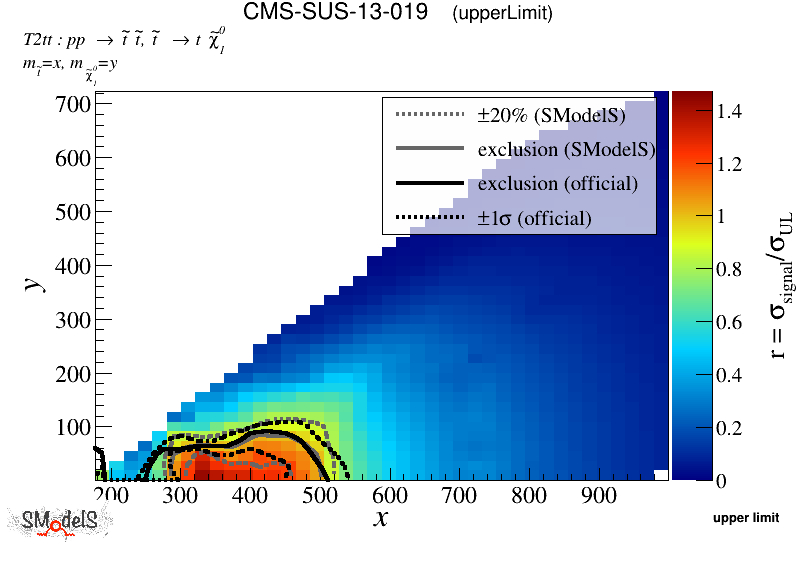 CMS-SUS-13-019 (upperLimit)
T2tt : pp → t̃ t̃, t̃ → t χ̃₁⁰
m_t̃=x, m_χ̃₁⁰=y
±20% (SModelS)
exclusion (SModelS)
exclusion (official)
±1σ (official)
700
600
500
400
300
200
100
y
200 300 400 500 600 700 800 900
x
1.4
1.2
1
0.8
0.6
0.4
0.2
0
r = σ_signal/σ_UL
SModelS
upper limit